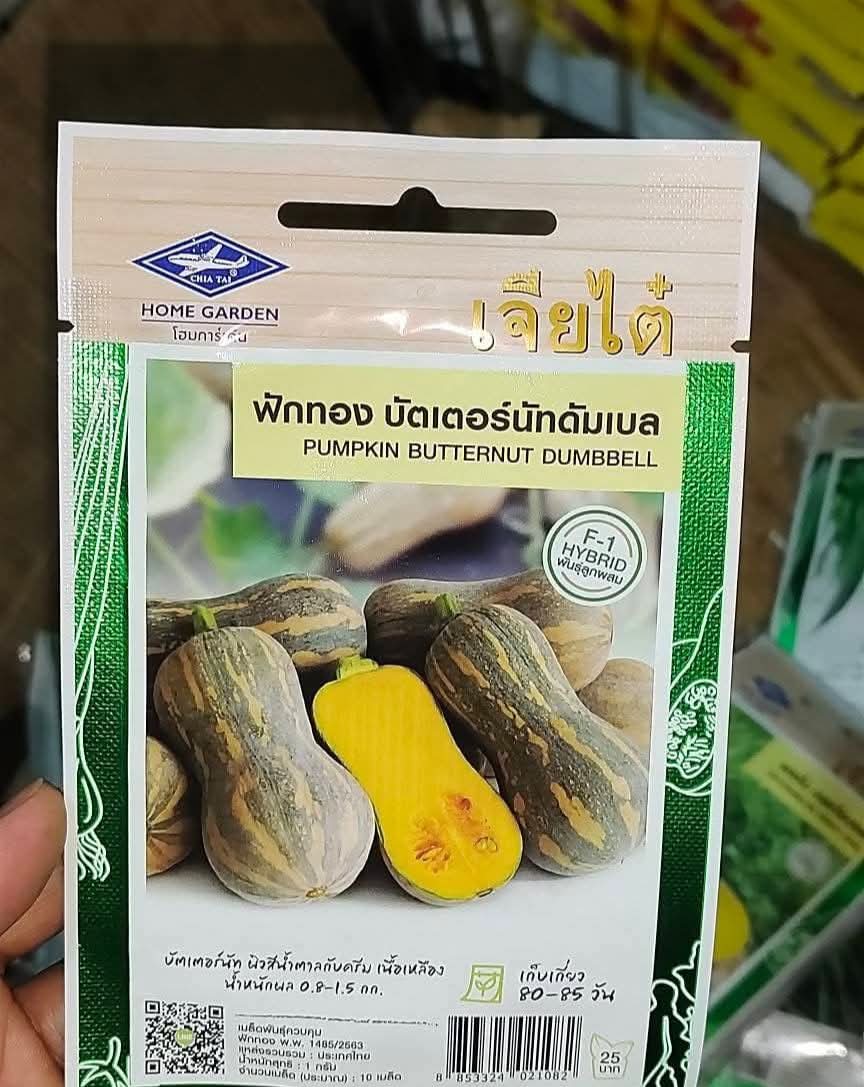 CHIA TAI
HOME GARDEN
เจียไต๋
ฟักทอง บัตเตอร์นัทดัมเบล
PUMPKIN BUTTERNUT DUMBBELL
F-1
HYBRID
พันธุ์ลูกผสม
บัตเตอร์นัท ผิวสีน้ำตาลกับครีม เนื้อเหลือง
น้ำหนักผล 0.8-1.5 กก.
เก็บเกี่ยว
80-85 วัน
LINE
เมล็ดพันธุ์ควบคุม
ฟักทอง พ.พ. 1485/2563
แหล่งรวบรวม : ประเทศไทย
น้ำหนักสุทธิ : 1 กรัม
จำนวนเมล็ด (ประมาณ) : 10 เมล็ด
8 853324 021082
25
บาท